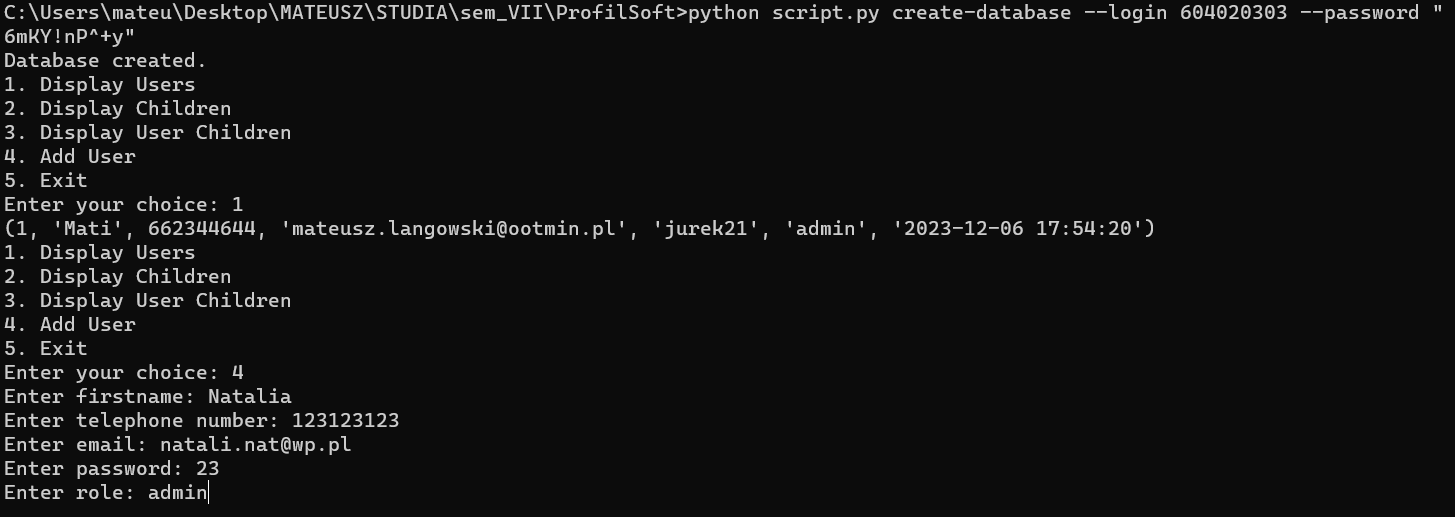 C:\Users\mateu\Desktop\MATEUSZ\STUDIA\sem_VII\ProfilSoft>python script.py create-database --login 604020303 --password "
6mKY!nP^+y"
Database created.
1. Display Users
2. Display Children
3. Display User Children
4. Add User
5. Exit
Enter your choice: 1
(1, 'Mati', 662344644, 'mateusz.langowski@ootmin.pl', 'jurek21', 'admin', '2023-12-06 17:54:20')
1. Display Users
2. Display Children
3. Display User Children
4. Add User
5. Exit
Enter your choice: 4
Enter firstname: Natalia
Enter telephone number: 123123123
Enter email: natali.nat@wp.pl
Enter password: 23
Enter role: admin